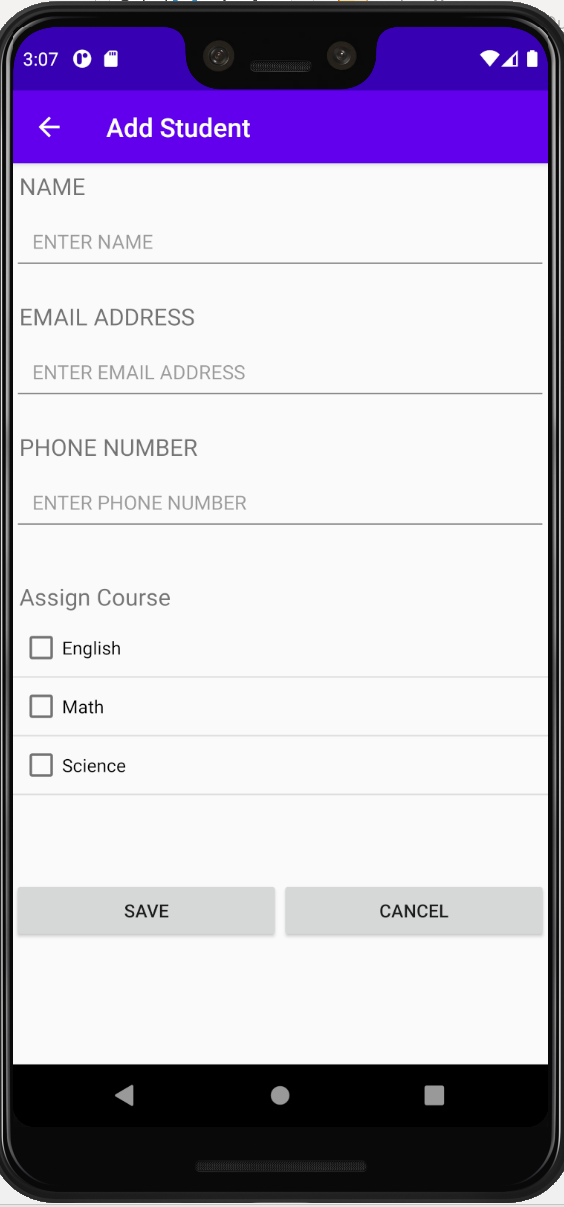 3:07
Add Student
NAME
ENTER NAME
EMAIL ADDRESS
ENTER EMAIL ADDRESS
PHONE NUMBER
ENTER PHONE NUMBER
Assign Course
English
Math
Science
SAVE CANCEL